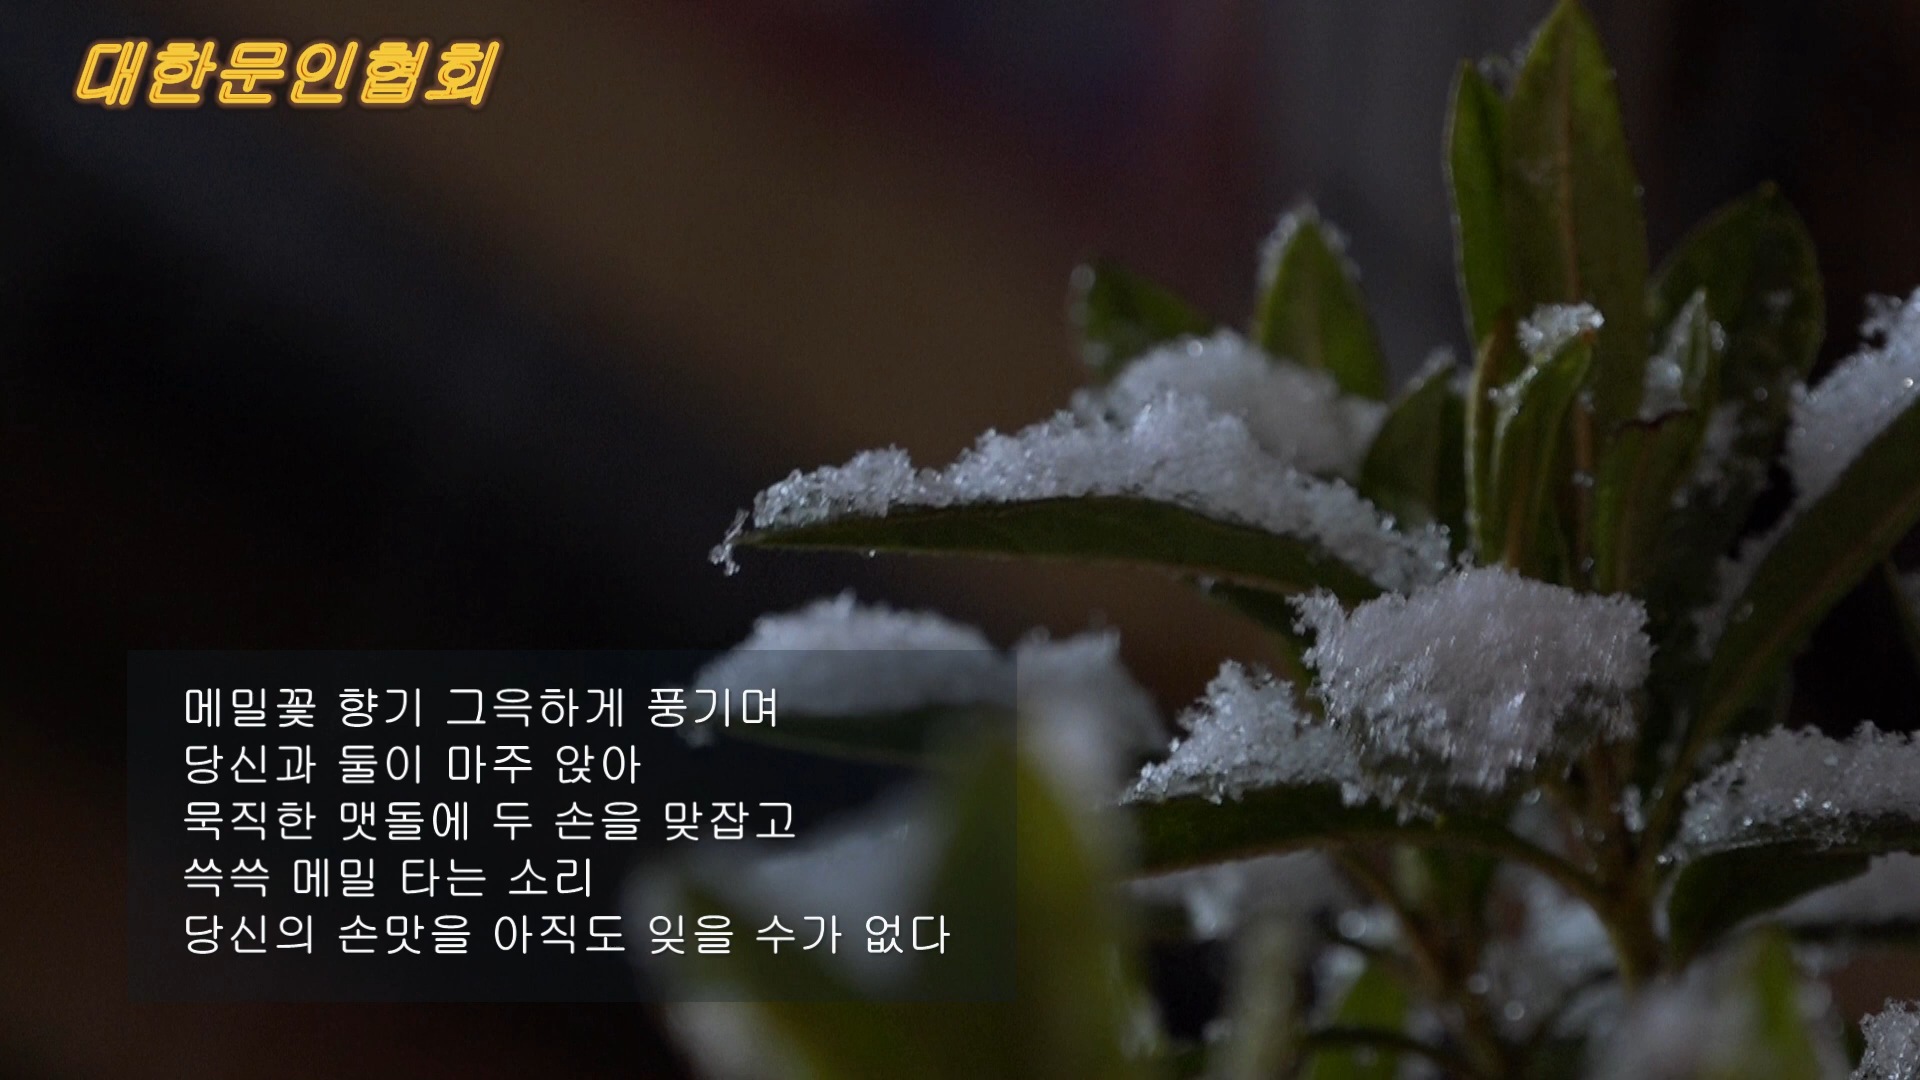 대한문인협회
메밀꽃 향기 그윽하게 풍기며
당신과 둘이 마주 앉아
묵직한 맷돌에 두 손을 맞잡고
쓱쓱 메밀 타는 소리
당신의 손맛을 아직도 잊을 수가 없다